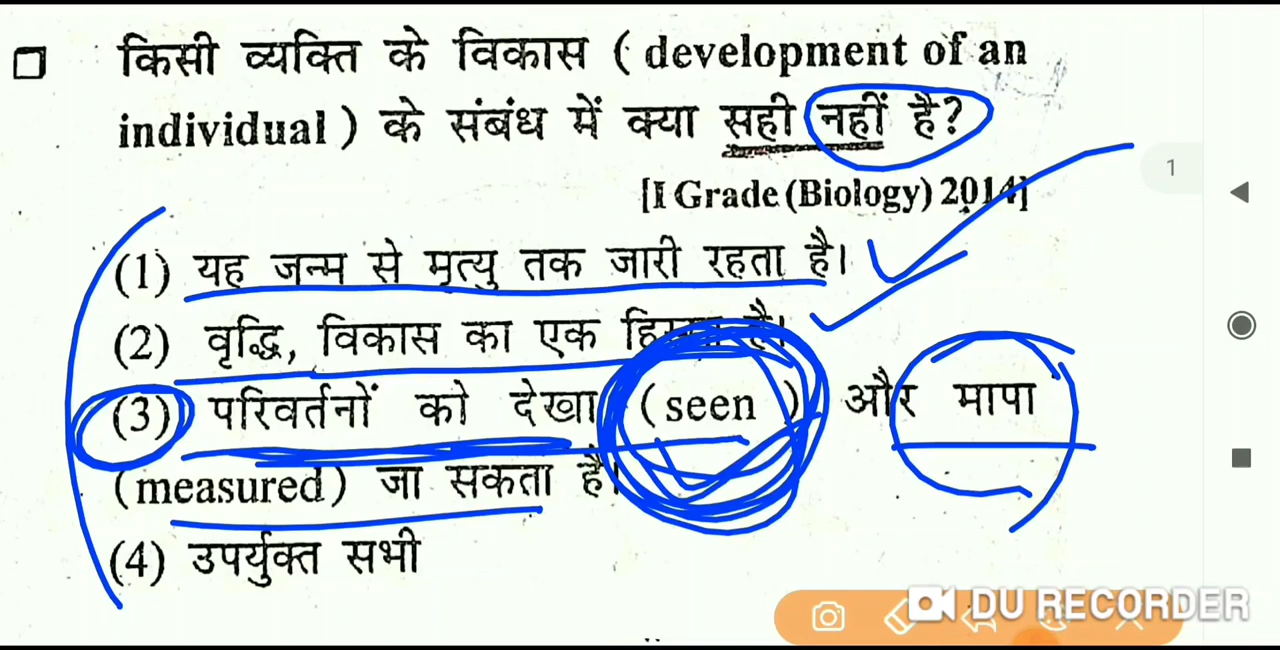 किसी व्यक्ति के विकास ( development of an
individual ) के संबंध में क्या सही नहीं है?
[I Grade (Biology) 2014]
1
(1) यह जन्म से मृत्यु तक जारी रहता है।
(2) वृद्धि, विकास का एक हिस्सा है।
(3) परिवर्तनों को देखा (seen ) और मापा
(measured) जा सकता है।
(4) उपर्युक्त सभी
DU RECORDER